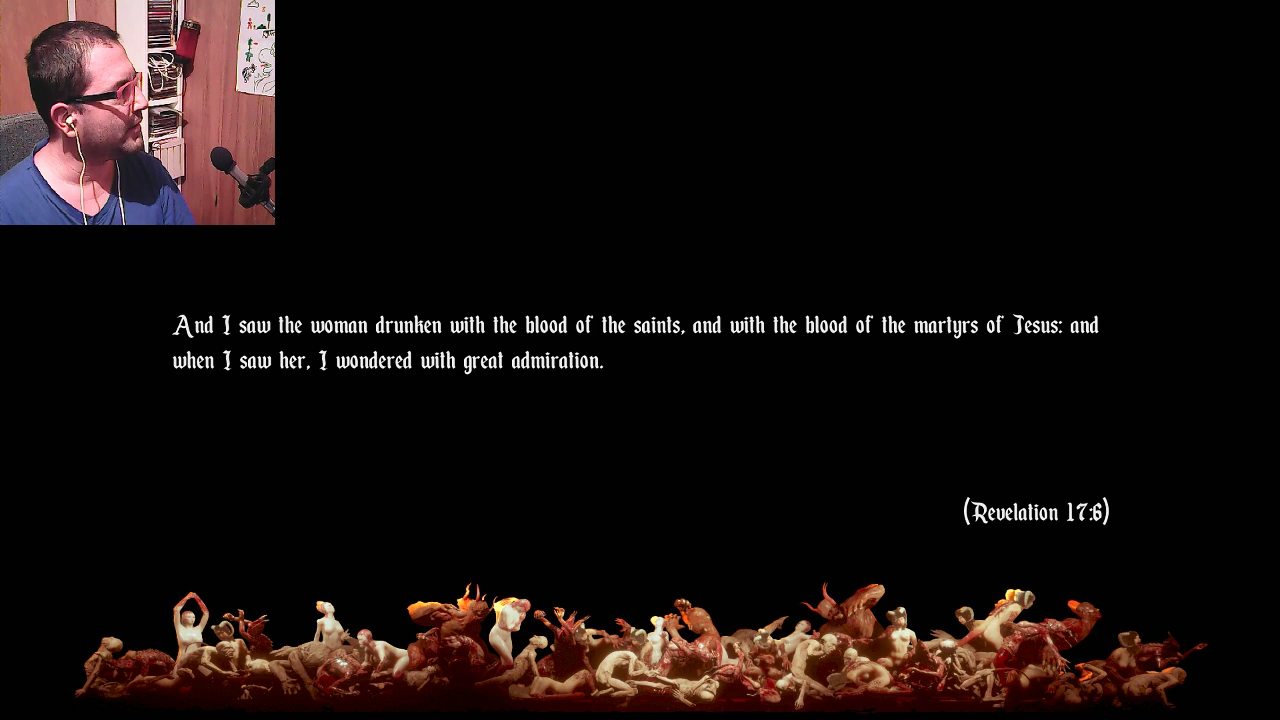 And I saw the woman drunken with the blood of the saints, and with the blood of the martyrs of Jesus: and
when I saw her, I wondered with great admiration.
(Revelation 17:6)